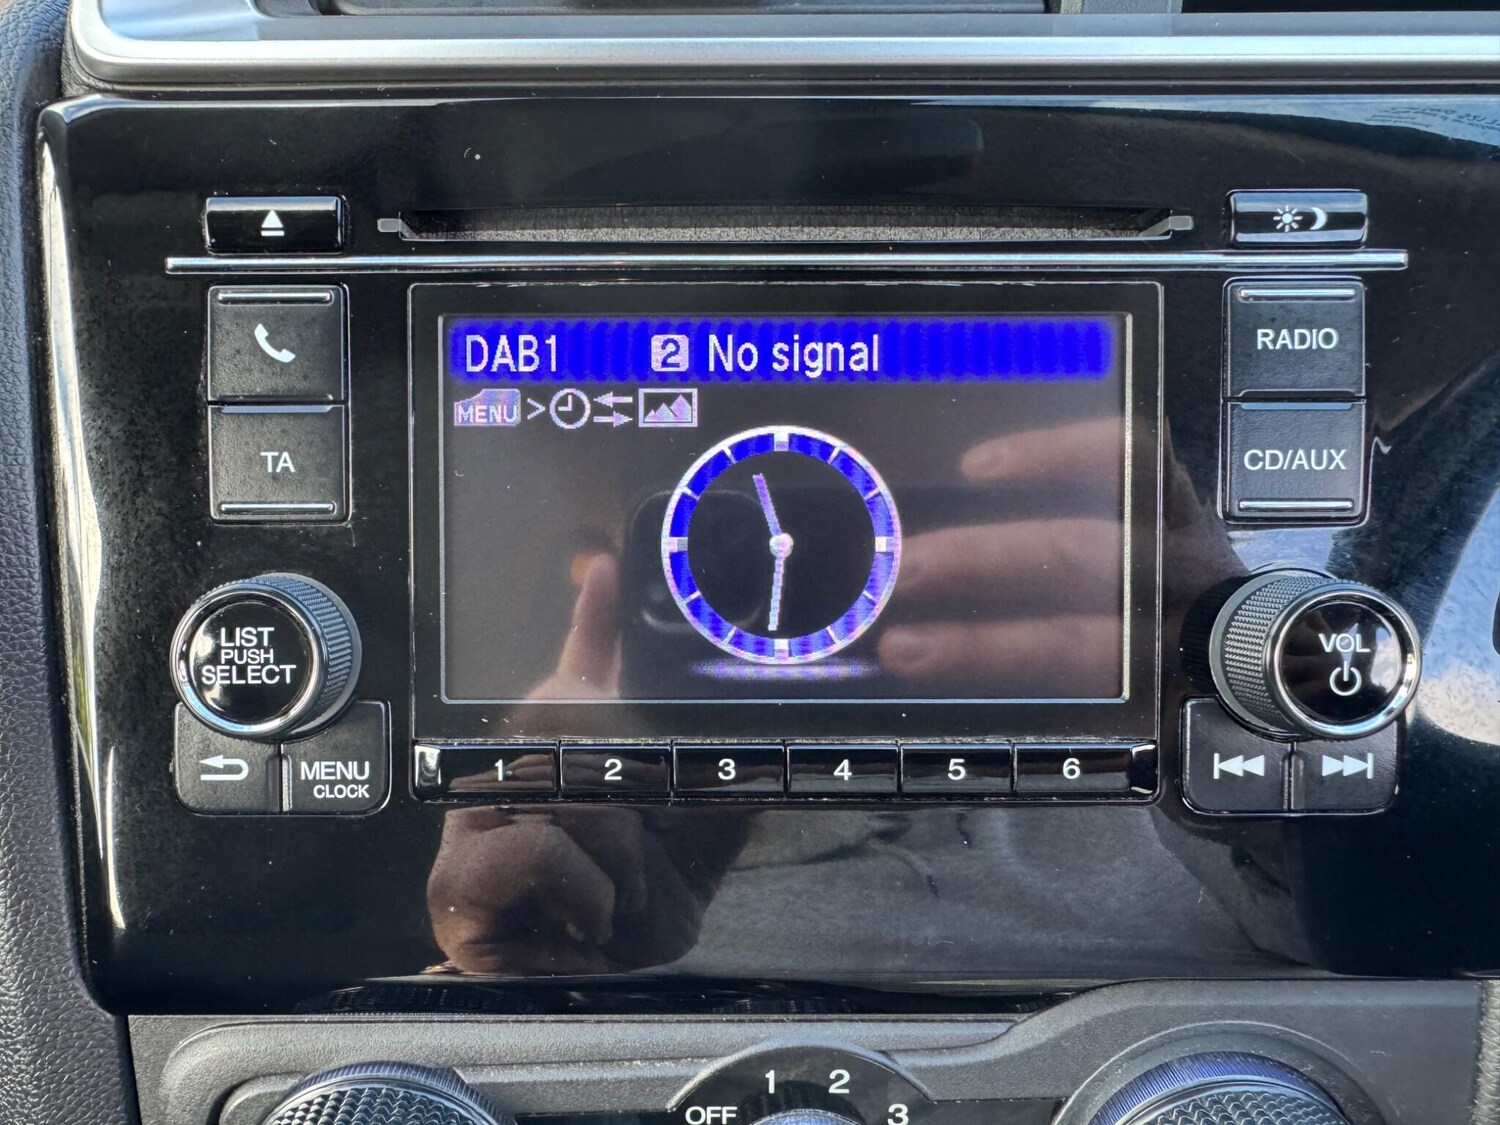 DAB1 2 No signal
MENU >
RADIO
TA
CD/AUX
LIST
PUSH
SELECT
VOL
MENU
CLOCK
1 2 3 4 5 6
1 2
OFF 3